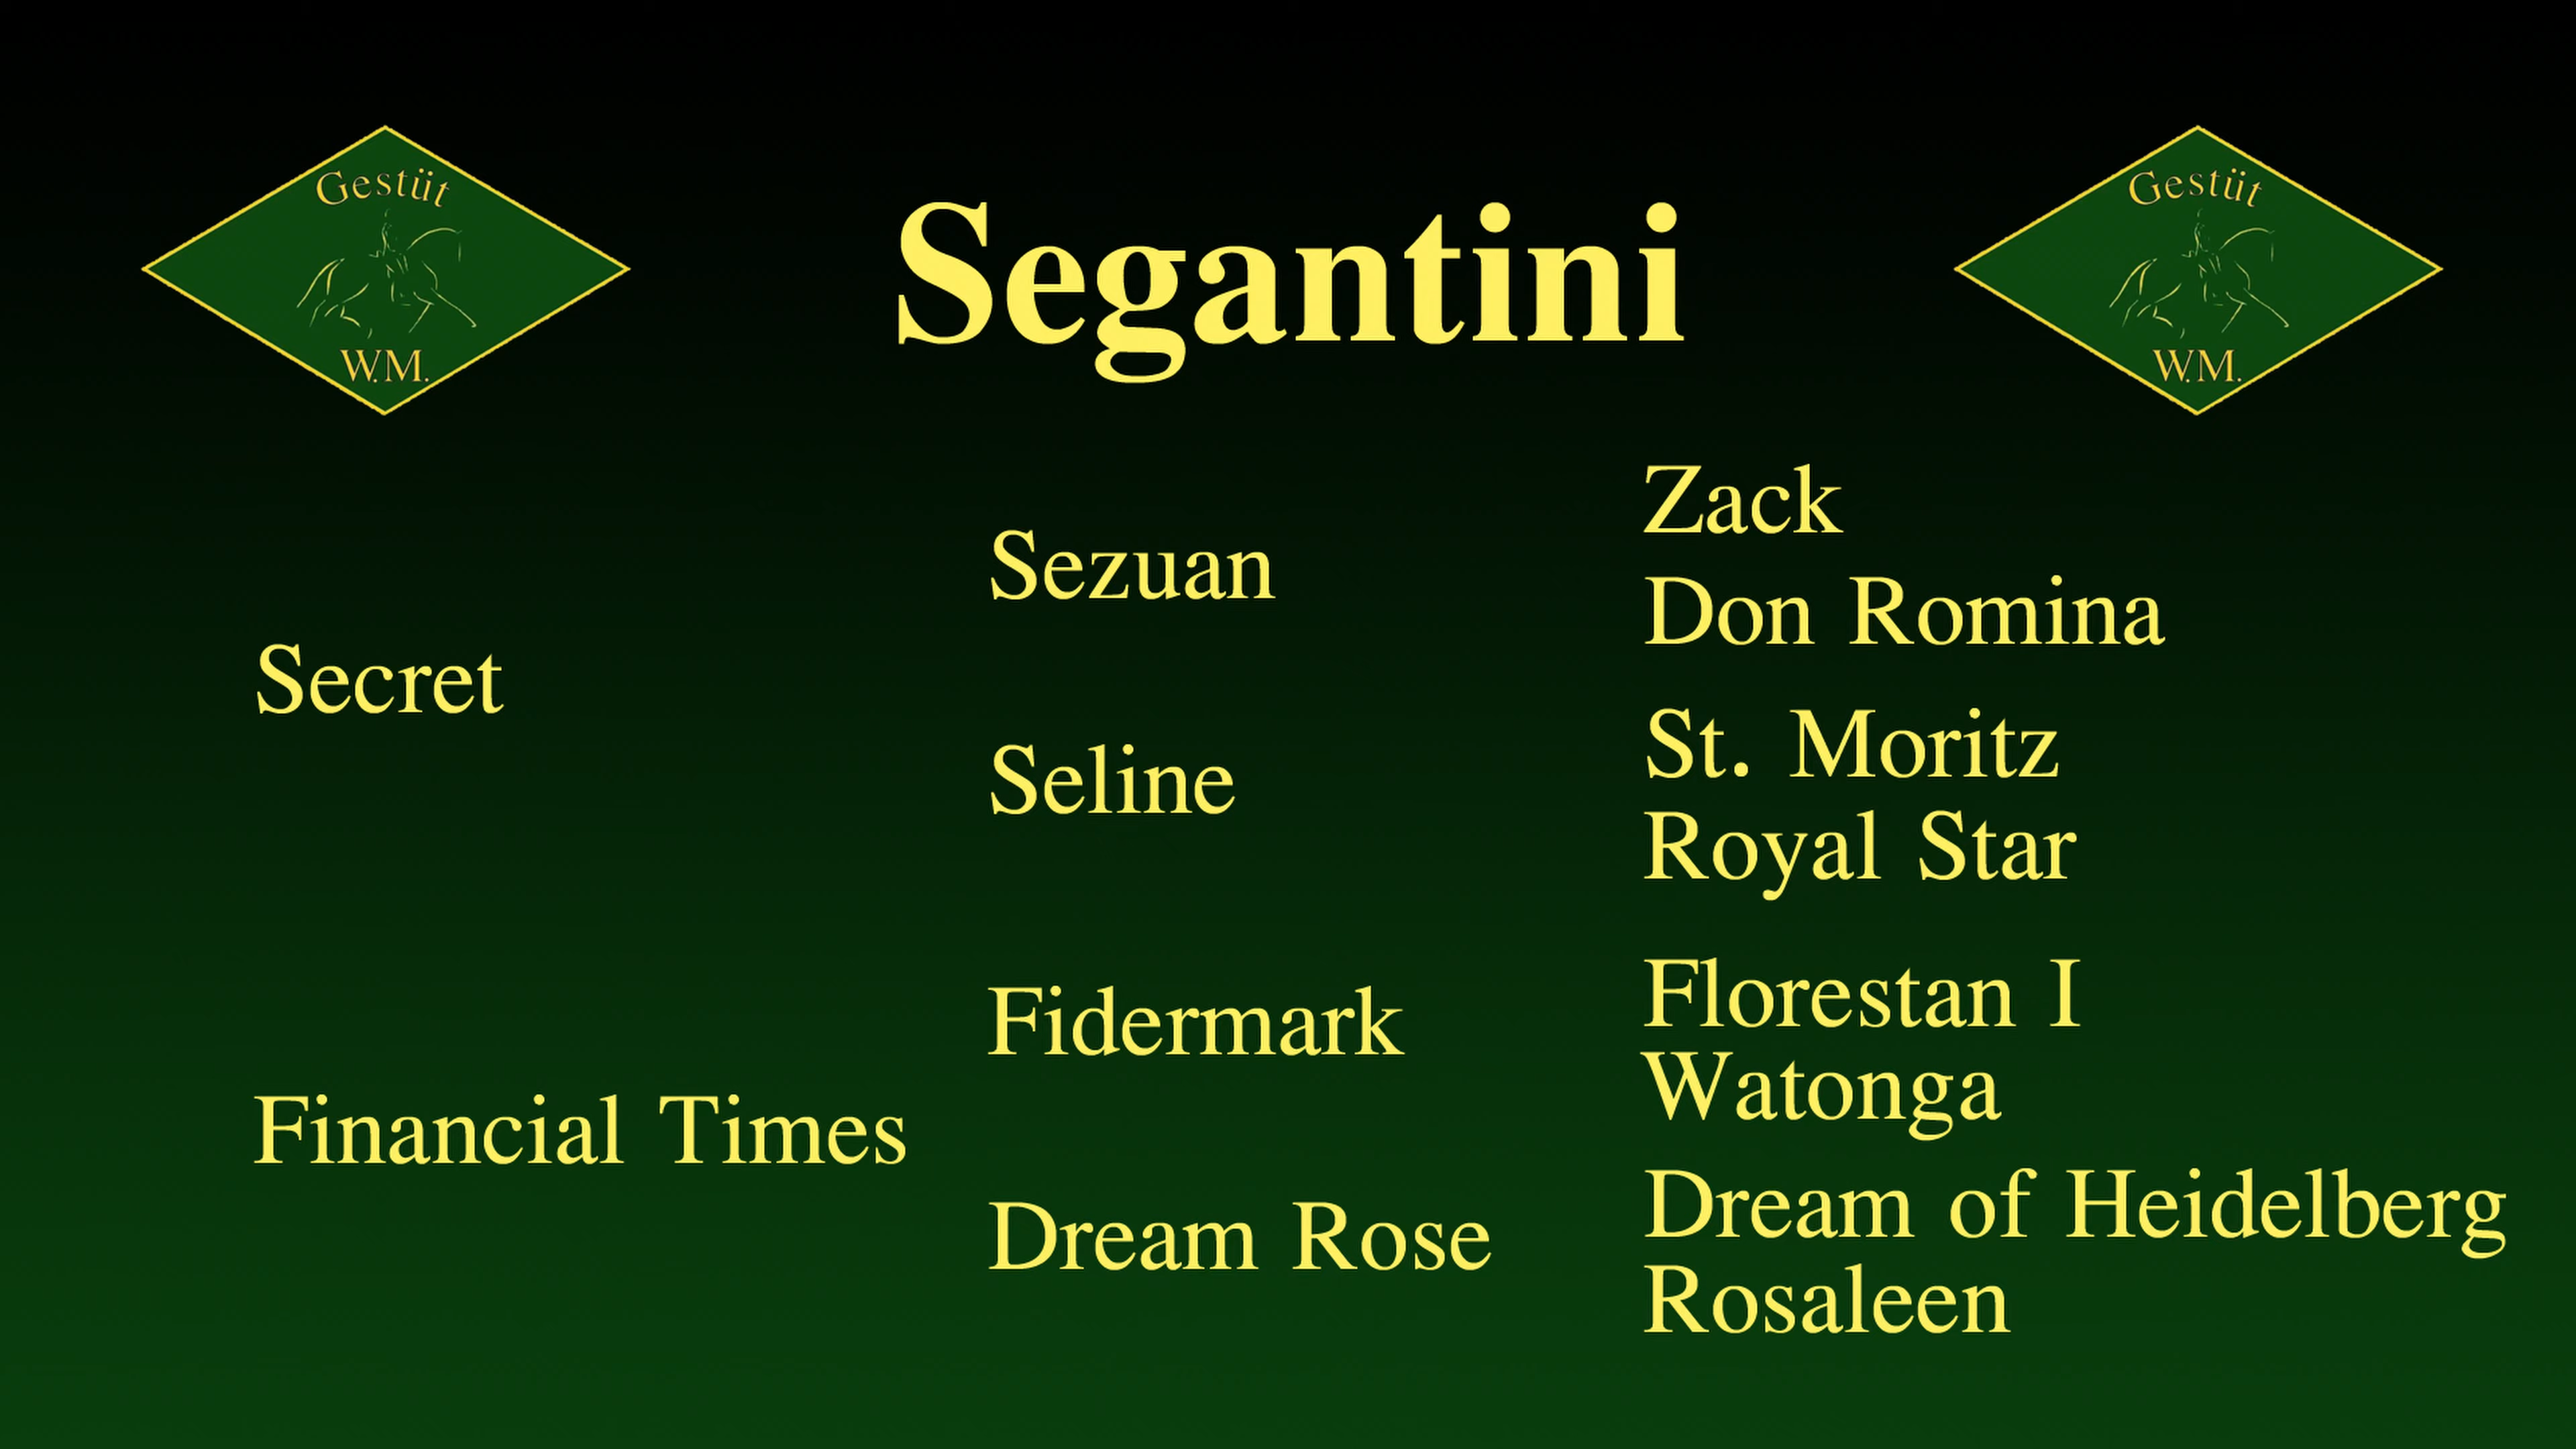 Gestüt
W.M.
Segantini
Gestüt
W.M.
Secret
Financial Times
Sezuan
Seline
Fidermark
Dream Rose
Zack
Don Romina
St. Moritz
Royal Star
Florestan I
Watonga
Dream of Heidelberg
Rosaleen